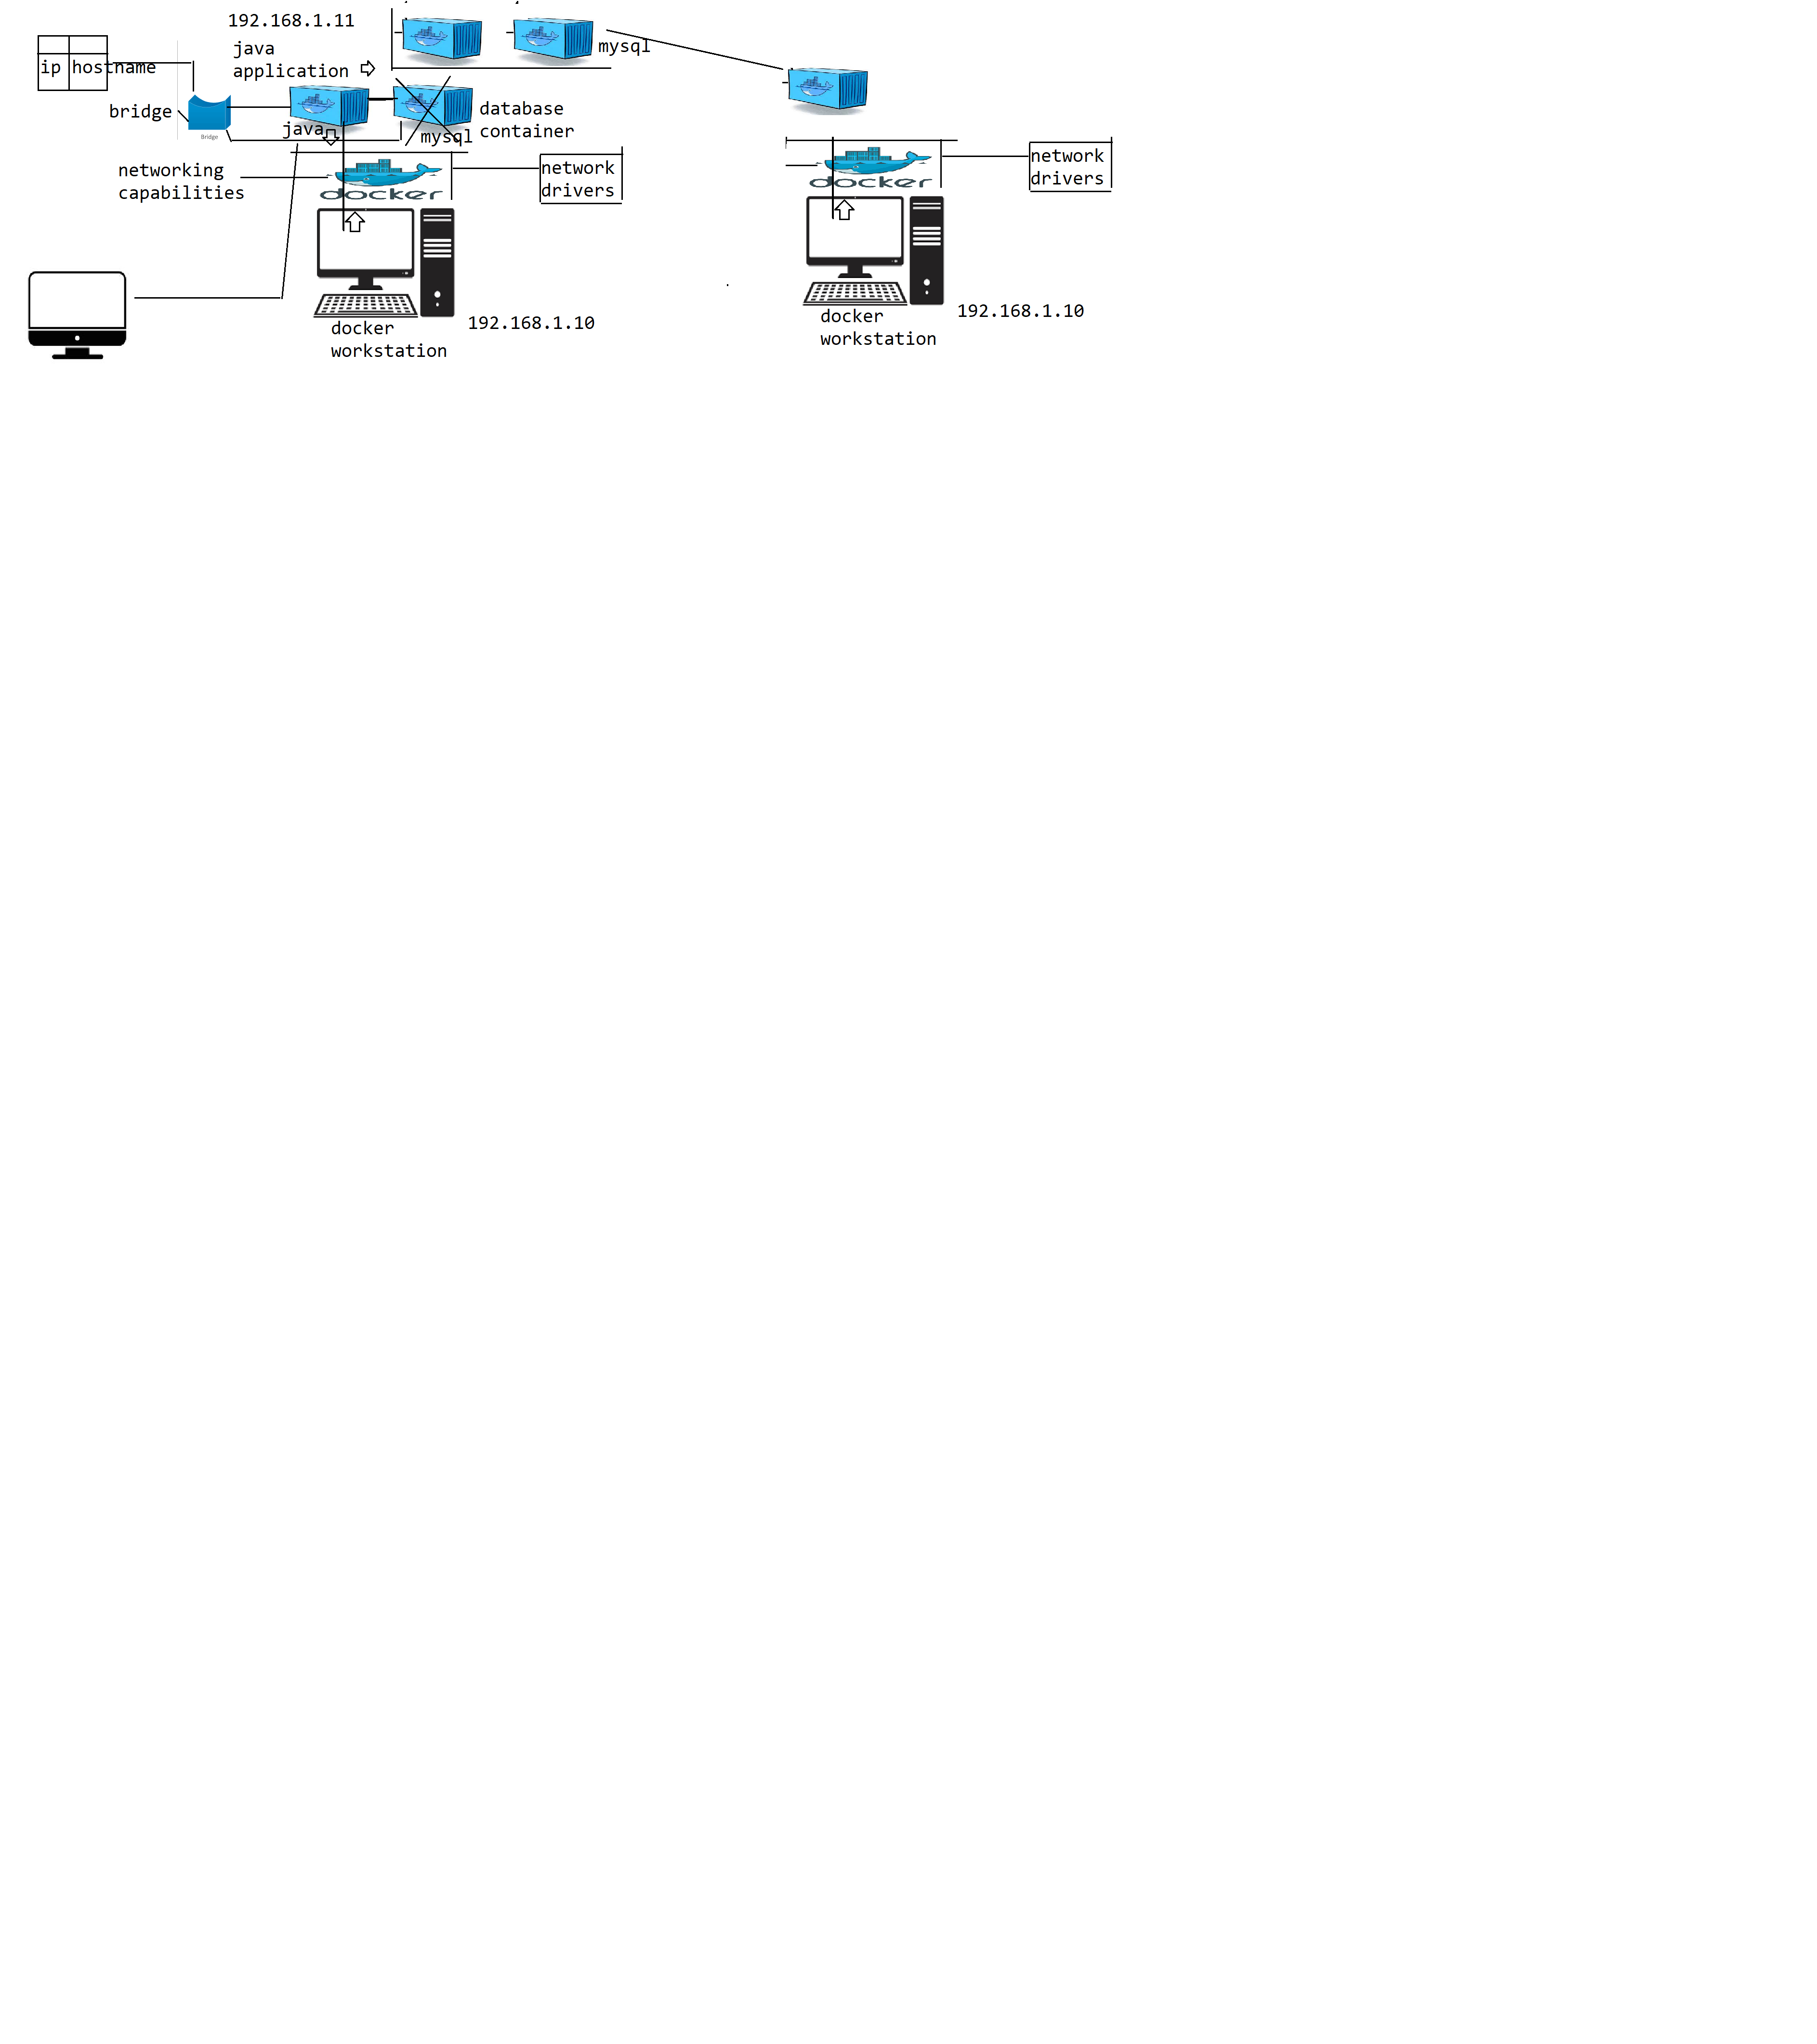 192.168.1.11
java
application
mysql
ip hostname
bridge
Bridge
java
mysql
database
container
networking
capabilities
docker
network
drivers
docker
workstation
192.168.1.10
docker
network
drivers
docker
workstation
192.168.1.10